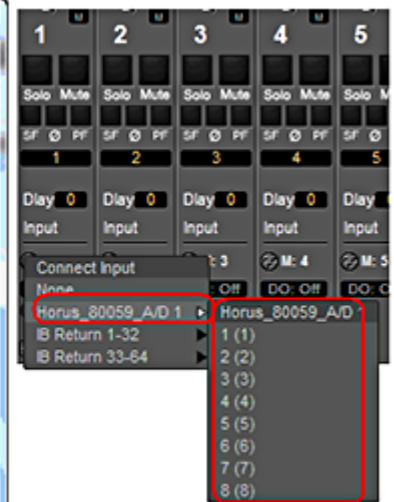 1 2 3 4 5
Solo Mute Solo Mute Solo Mute Solo Mute Solo M
SF Ø PF SF Ø PF SF Ø PF SF Ø PF SF Ø
1 2 3 4 5
Dlay 0 Dlay 0 Dlay 0 Dlay 0 Dlay
Input Input Input Input Input
Connect Input
: 3 M: 4 M: 5
None
: Off DO: Off DO: O
Horus_80059_A/D 1
Horus_80059_A/D 1
IB Return 1-32
IB Return 33-64
1 (1)
2 (2)
3 (3)
4 (4)
5 (5)
6 (6)
7 (7)
8 (8)